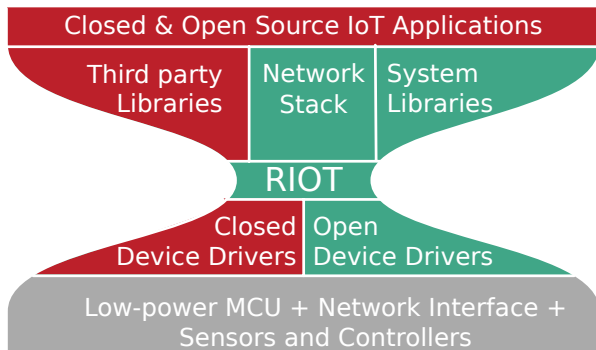 Closed & Open Source IoT Applications
Third party
Libraries
Network
Stack
System
Libraries
RIOT
Closed
Device Drivers
Open
Device Drivers
Low-power MCU + Network Interface +
Sensors and Controllers